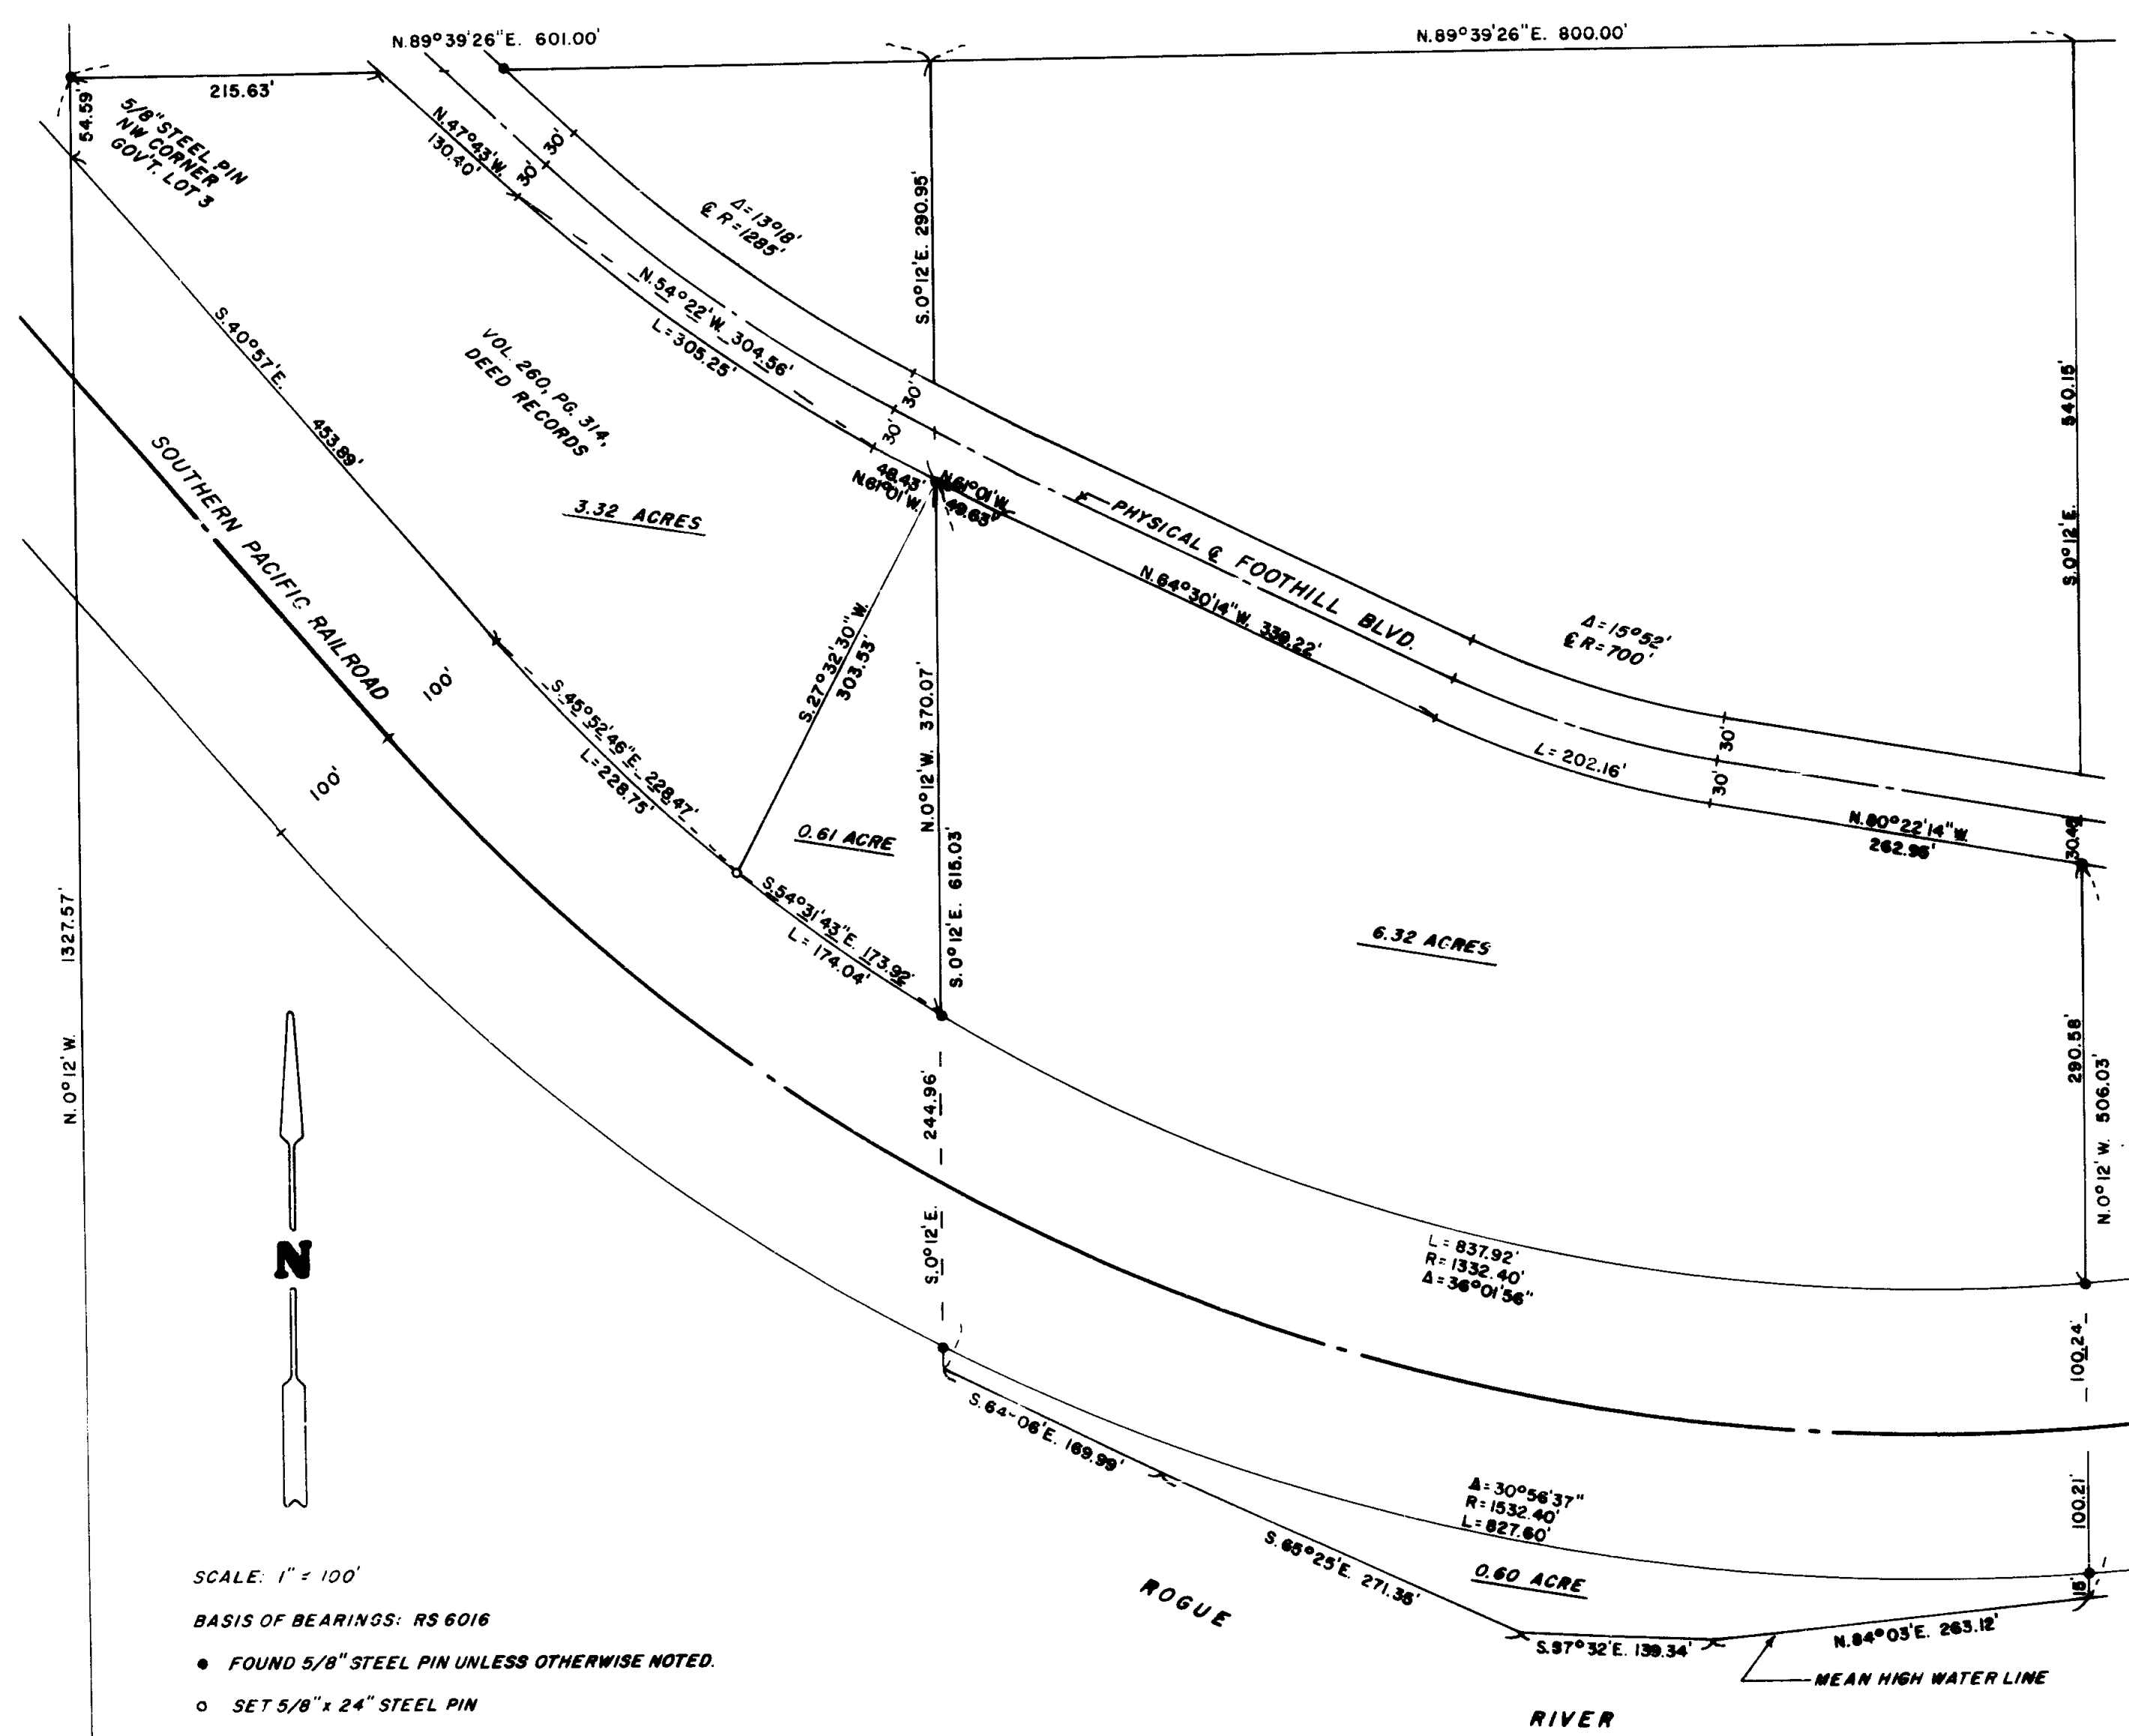 N.89°39'26"E. 601.00'
N.89°39'26"E. 800.00'
215.63'
54.59'
5/8" STEEL PIN
NW CORNER
GOV'T. LOT 3
N.47°43'W.
130.40'
30'
30'
Δ=13°18'
℄ R=1285'
S.0°12'E. 290.95'
N.54°22'W. 304.56'
L=305.25'
S.40°57'E.
453.89'
VOL. 260, PG. 314,
DEED RECORDS
30'
30'
48.43'
N.61°01'W.
N.61°01'W.
49.63'
3.32 ACRES
SOUTHERN PACIFIC RAILROAD
100'
100'
PHYSICAL ℄ FOOTHILL BLVD.
N.64°30'14"W. 339.22'
540.15'
S.0°12'E.
Δ=15°52'
℄ R=700'
30'
30'
L=202.16'
S.27°32'30"W.
303.53'
N.0°12'W. 370.07'
S.45°52'46"E. 228.47'
L=228.75'
0.61 ACRE
S.0°12'E. 615.03'
N.80°22'14"W.
262.96'
30.45'
S.54°31'43"E. 173.92'
L=174.04'
6.32 ACRES
1327.57'
N.0°12'W.
244.96'
S.0°12'E.
290.58'
N.0°12'W. 506.03'
L=837.92'
R=1332.40'
Δ=36°01'56"
100.24'
N
S.64°06'E. 169.99'
Δ=30°56'37"
R=1532.40'
L=827.60'
100.21'
S.65°25'E. 271.35'
0.60 ACRE
15'
ROGUE
139.34'
N.84°03'E. 263.12'
MEAN HIGH WATER LINE
RIVER
SCALE: 1" = 100'
BASIS OF BEARINGS: RS 6016
● FOUND 5/8" STEEL PIN UNLESS OTHERWISE NOTED.
○ SET 5/8" x 24" STEEL PIN